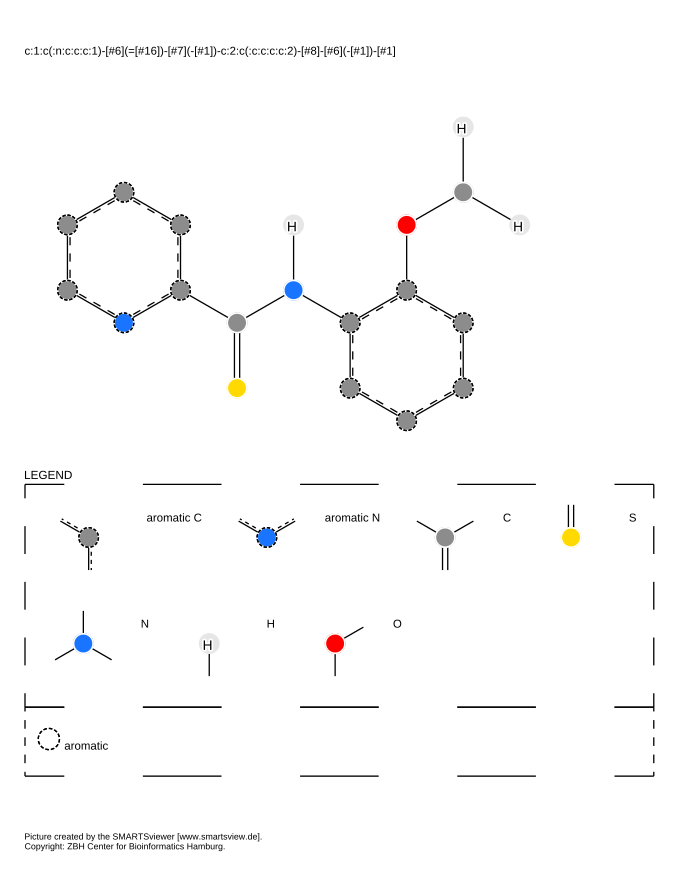 c:1:c(:n:c:c:c:1)-[#6](=[#16])-[#7](-[#1])-c:2:c(:c:c:c:c:2)-[#8]-[#6](-[#1])-[#1]
H
H
H
LEGEND
aromatic C
aromatic N
C
S
N
H
H
O
aromatic
Picture created by the SMARTSviewer [www.smartsview.de].
Copyright: ZBH Center for Bioinformatics Hamburg.